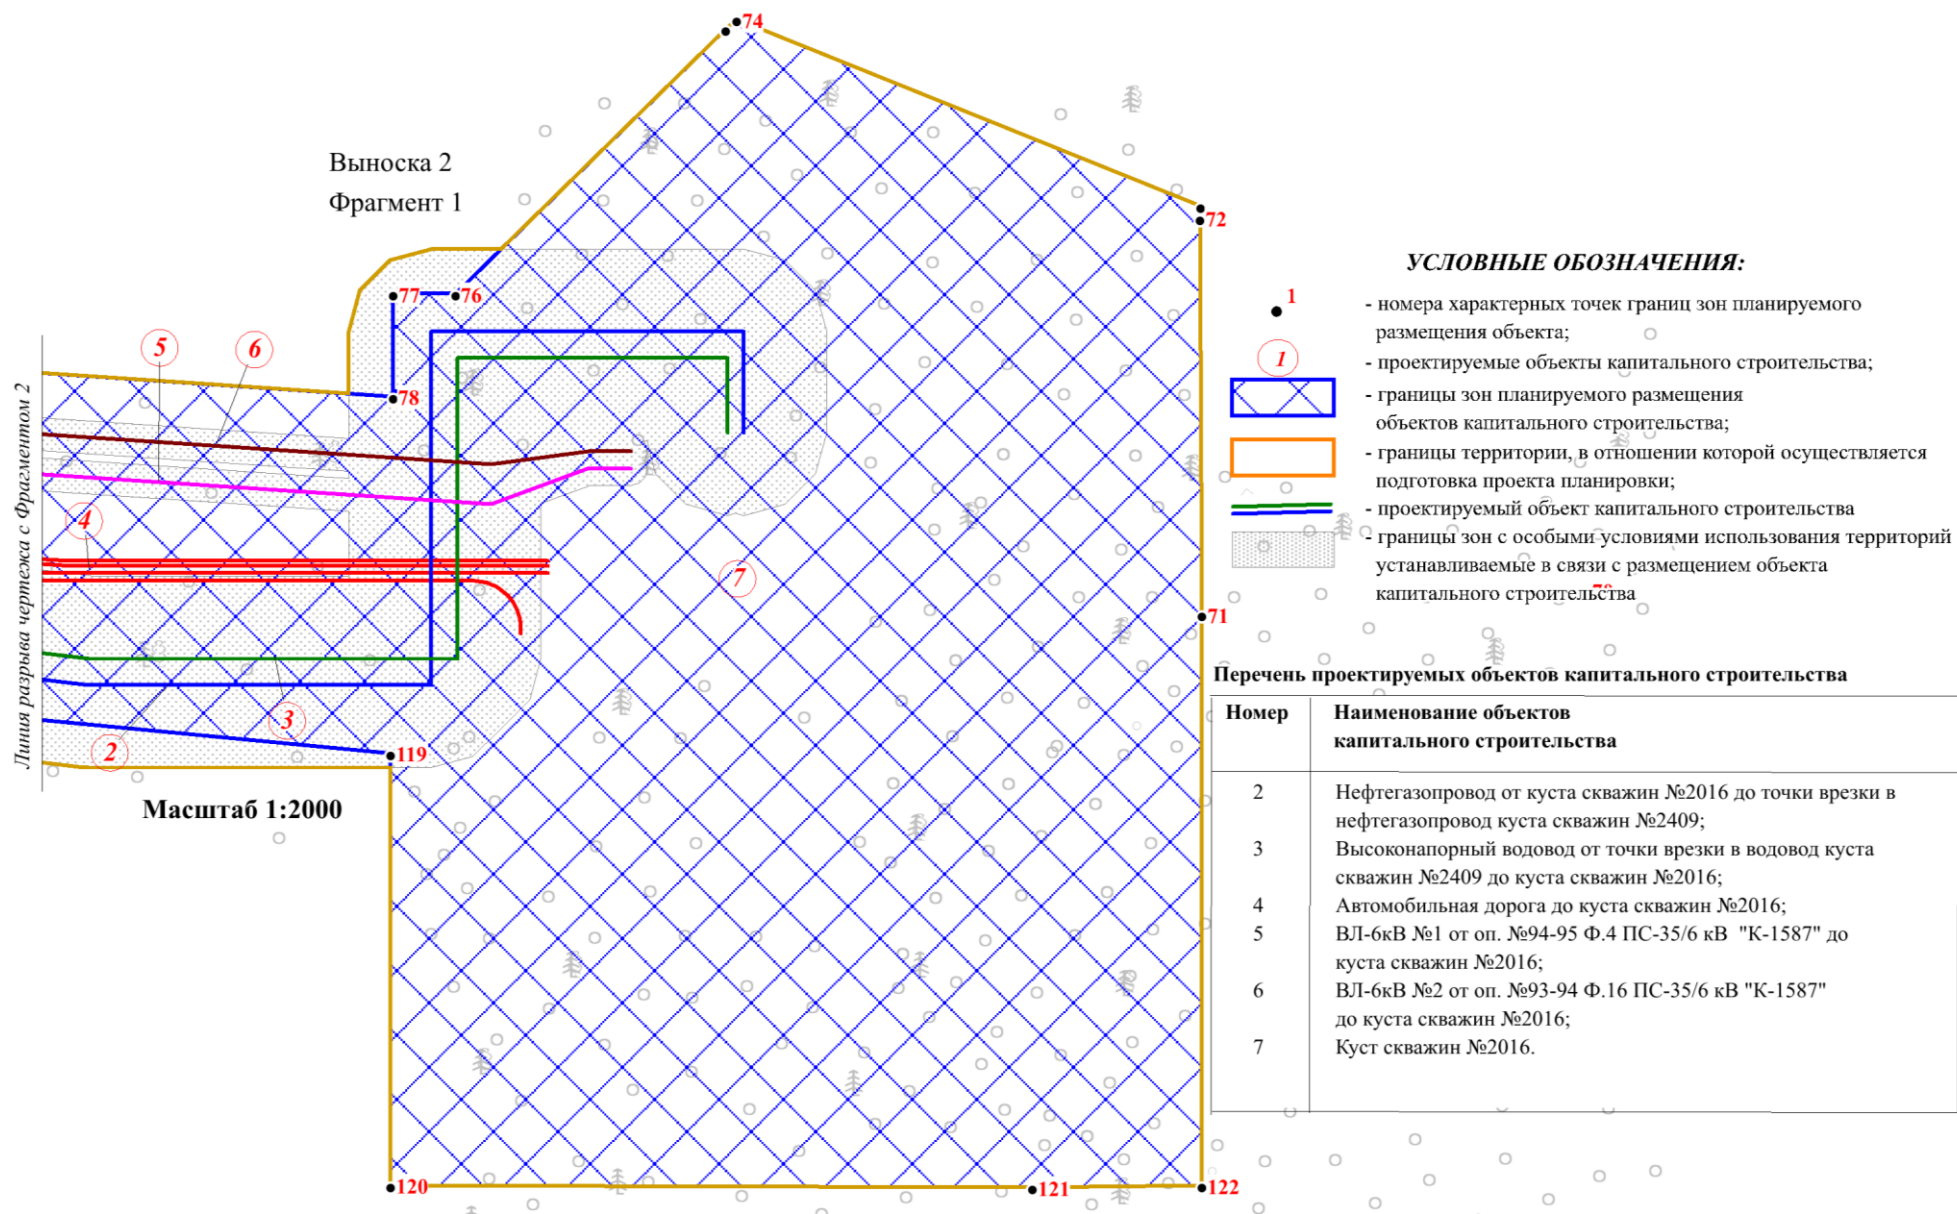 74
Выноска 2
Фрагмент 1
72
77
76
5
6
78
Линия разрыва чертежа с Фрагментом 2
4
7
71
3
2
119
Масштаб 1:2000
120
121
122
УСЛОВНЫЕ ОБОЗНАЧЕНИЯ:
1
- номера характерных точек границ зон планируемого
размещения объекта;
1
- проектируемые объекты капитального строительства;
- границы зон планируемого размещения
объектов капитального строительства;
- границы территории, в отношении которой осуществляется
подготовка проекта планировки;
- проектируемый объект капитального строительства
- границы зон с особыми условиями использования территорий
устанавливаемые в связи с размещением объекта
капитального строительства
Перечень проектируемых объектов капитального строительства
Номер
Наименование объектов
капитального строительства
2
Нефтегазопровод от куста скважин №2016 до точки врезки в
нефтегазопровод куста скважин №2409;
3
Высоконапорный водовод от точки врезки в водовод куста
скважин №2409 до куста скважин №2016;
4
Автомобильная дорога до куста скважин №2016;
5
ВЛ-6кВ №1 от оп. №94-95 Ф.4 ПС-35/6 кВ "К-1587" до
куста скважин №2016;
6
ВЛ-6кВ №2 от оп. №93-94 Ф.16 ПС-35/6 кВ "К-1587"
до куста скважин №2016;
7
Куст скважин №2016.